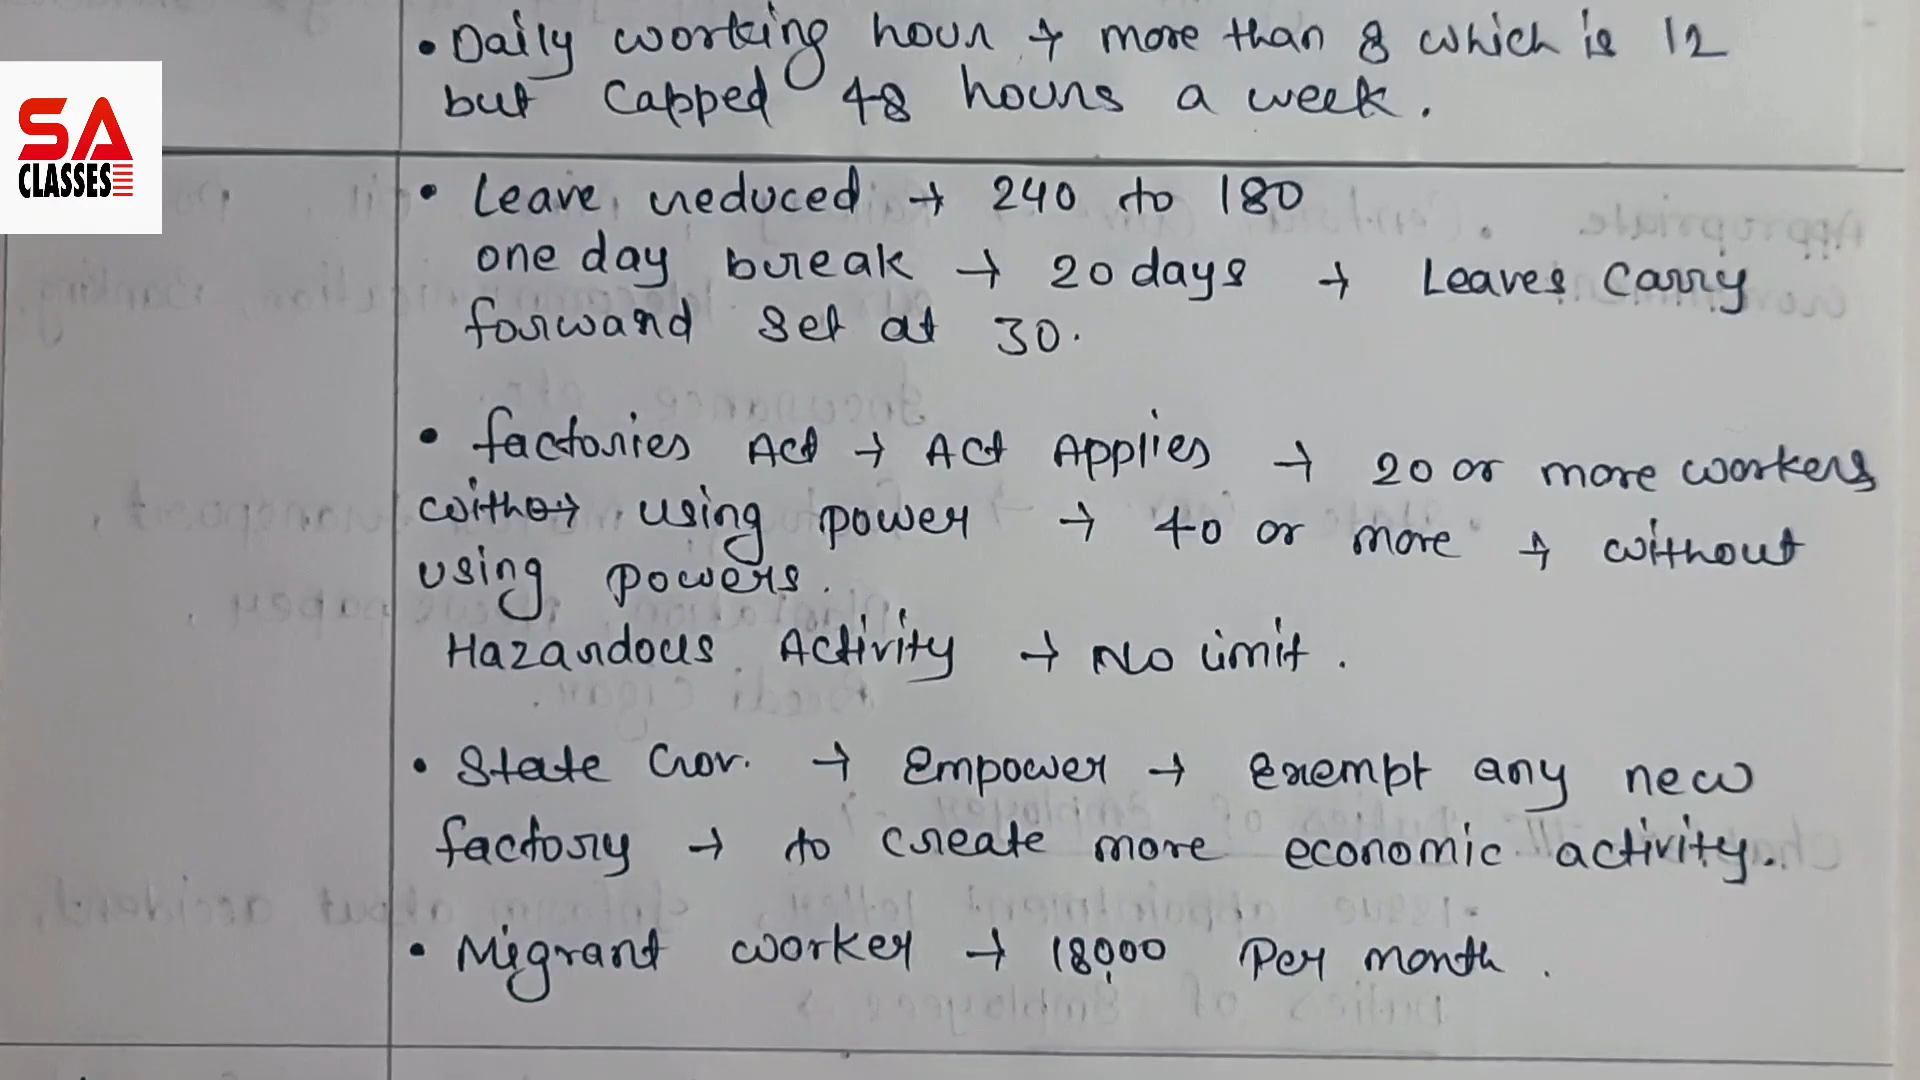 • Daily working hour → more than 8 which is 12
but capped 48 hours a week.
SA
CLASSES
• Leave reduced → 240 to 180
one day break → 20 days → Leaves carry
forward set at 30.
• factories Act → Act Applies → 20 or more workers
using power → 40 or more → without
using powers.
Hazardous Activity → No limit.
• State Gov. → Empower → Exempt any new
factory → to create more economic activity.
• Migrant worker → 18000 Per month.